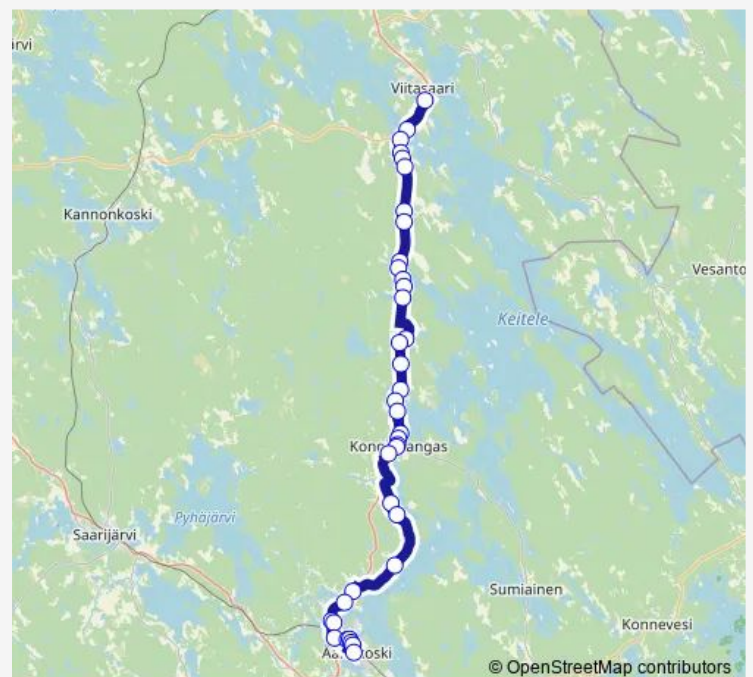 Viitasaari
Kannonkoski
Vesanto
Keitele
Pyhäjärvi
Saarijärvi
Sumiainen
Konnevesi
© OpenStreetMap contributors